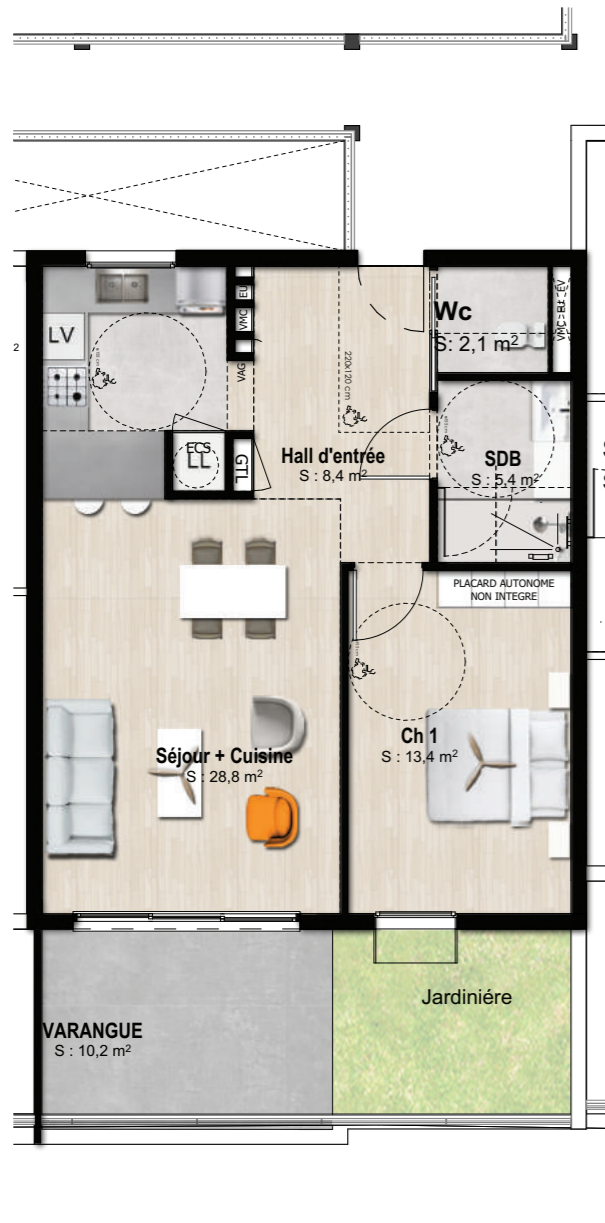 EU
VMC
VMC - EU - EV
Wc
S: 2,1 m²
LV
VAG
220x120 cm
ECS
LL
GTL
Hall d'entrée
S : 8,4 m²
SDB
S : 5,4 m²
PLACARD AUTONOME
NON INTEGRE
Séjour + Cuisine
S : 28,8 m²
Ch 1
S : 13,4 m²
Jardiniére
VARANGUE
S : 10,2 m²